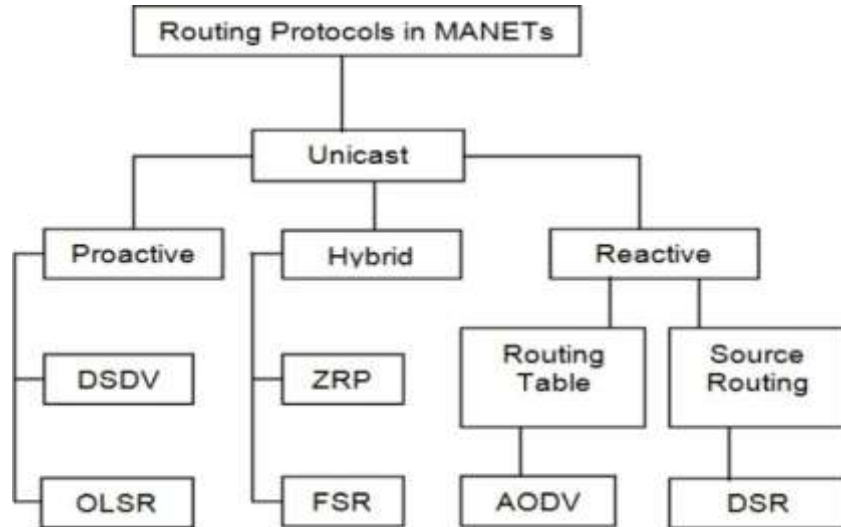 Routing Protocols in MANETs
Unicast
Proactive
Hybrid
Reactive
Routing
Table
Source
Routing
DSDV
ZRP
OLSR
FSR
AODV
DSR